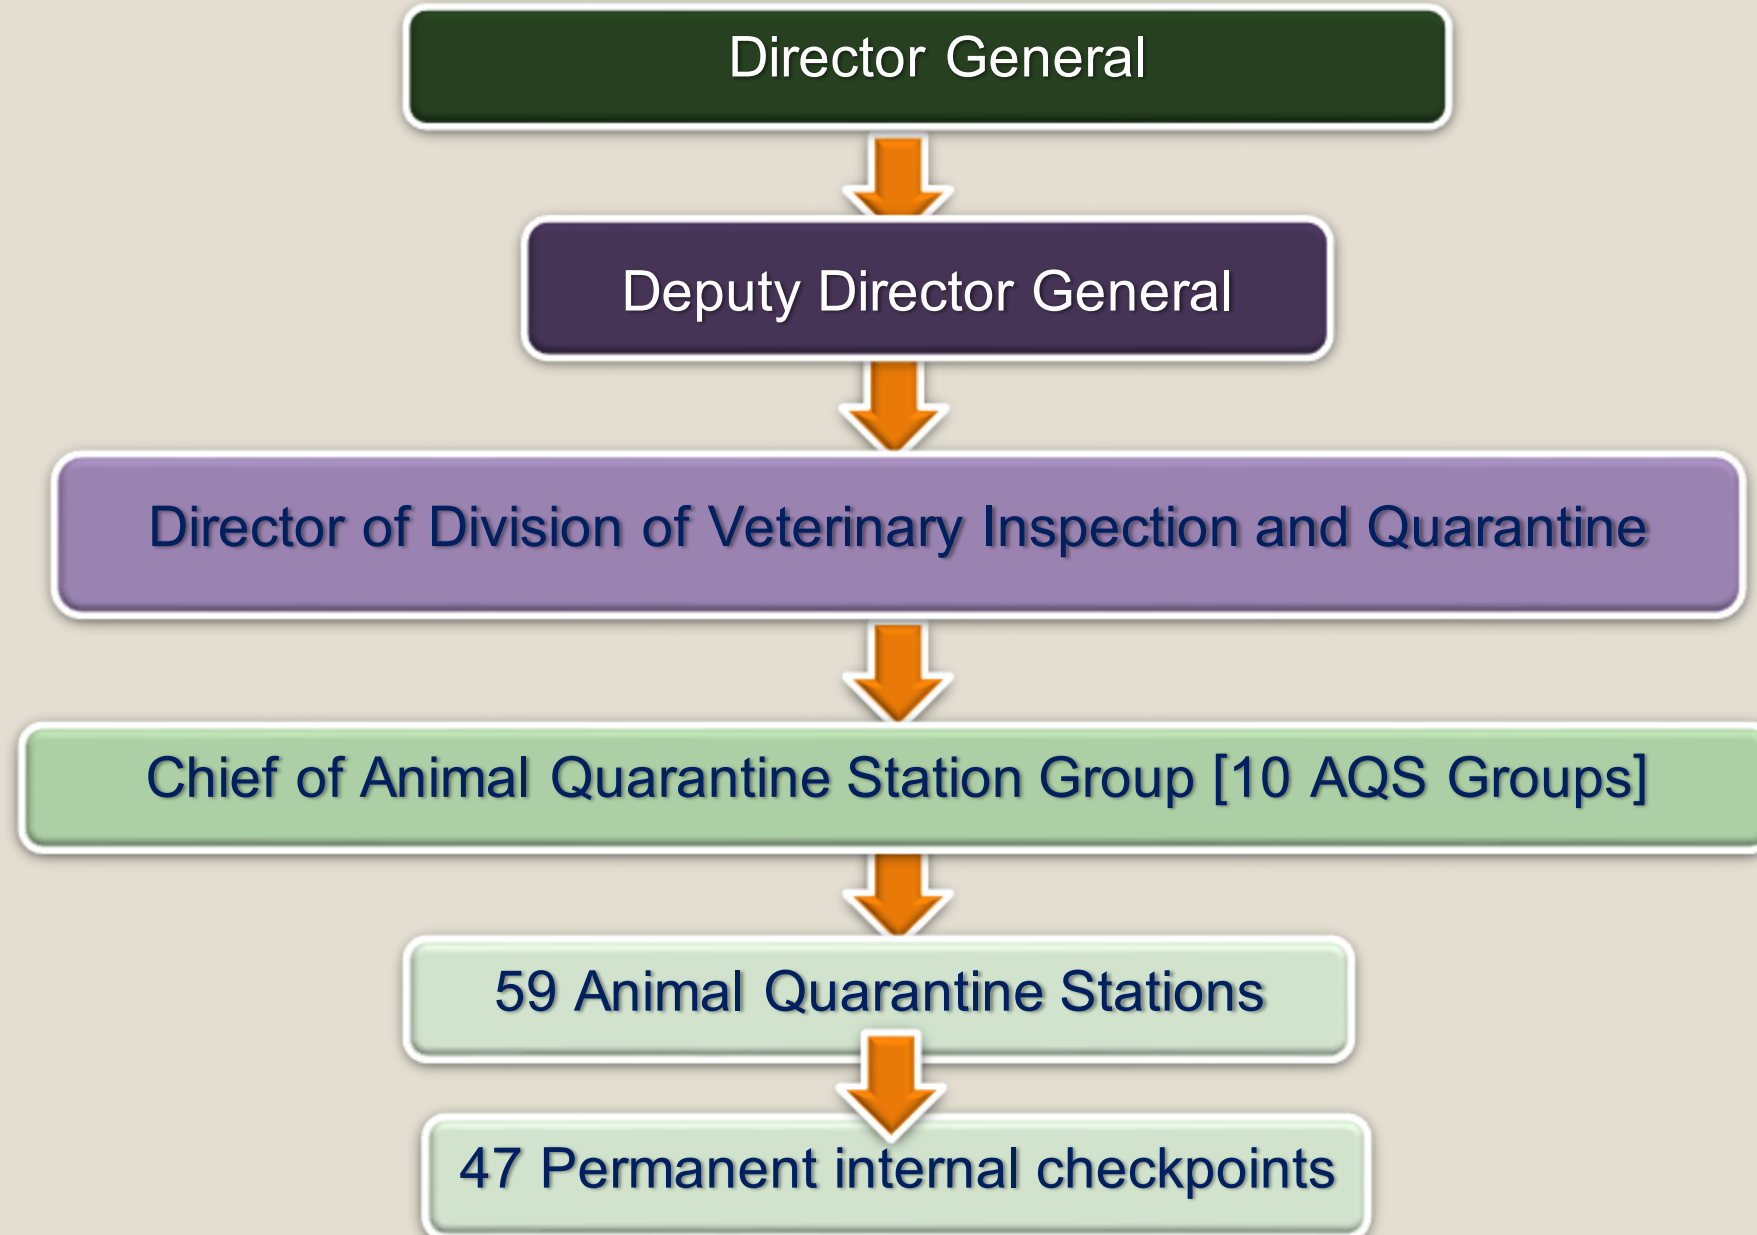 Director General
Deputy Director General
Director of Division of Veterinary Inspection and Quarantine
Chief of Animal Quarantine Station Group [10 AQS Groups]
59 Animal Quarantine Stations
47 Permanent internal checkpoints